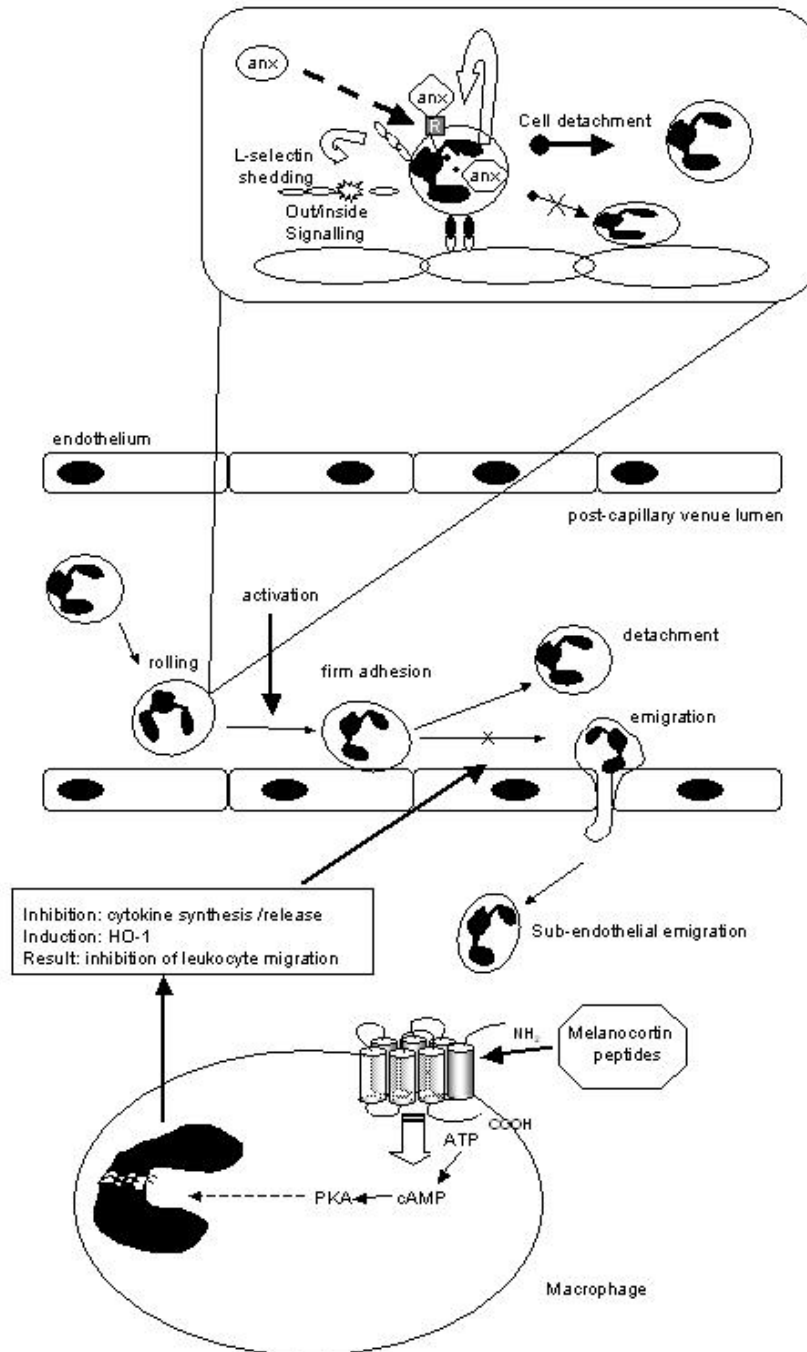 anx
anx
R
anx
Cell detachment
L-selectin
shedding
Out/inside
Signalling
X
endothelium
post-capillary venue lumen
activation
rolling
firm adhesion
detachment
emigration
X
Inhibition: cytokine synthesis /release
Induction: HO-1
Result: inhibition of leukocyte migration
Sub-endothelial emigration
NH2
Melanocortin
peptides
COOH
ATP
PKA
cAMP
Macrophage